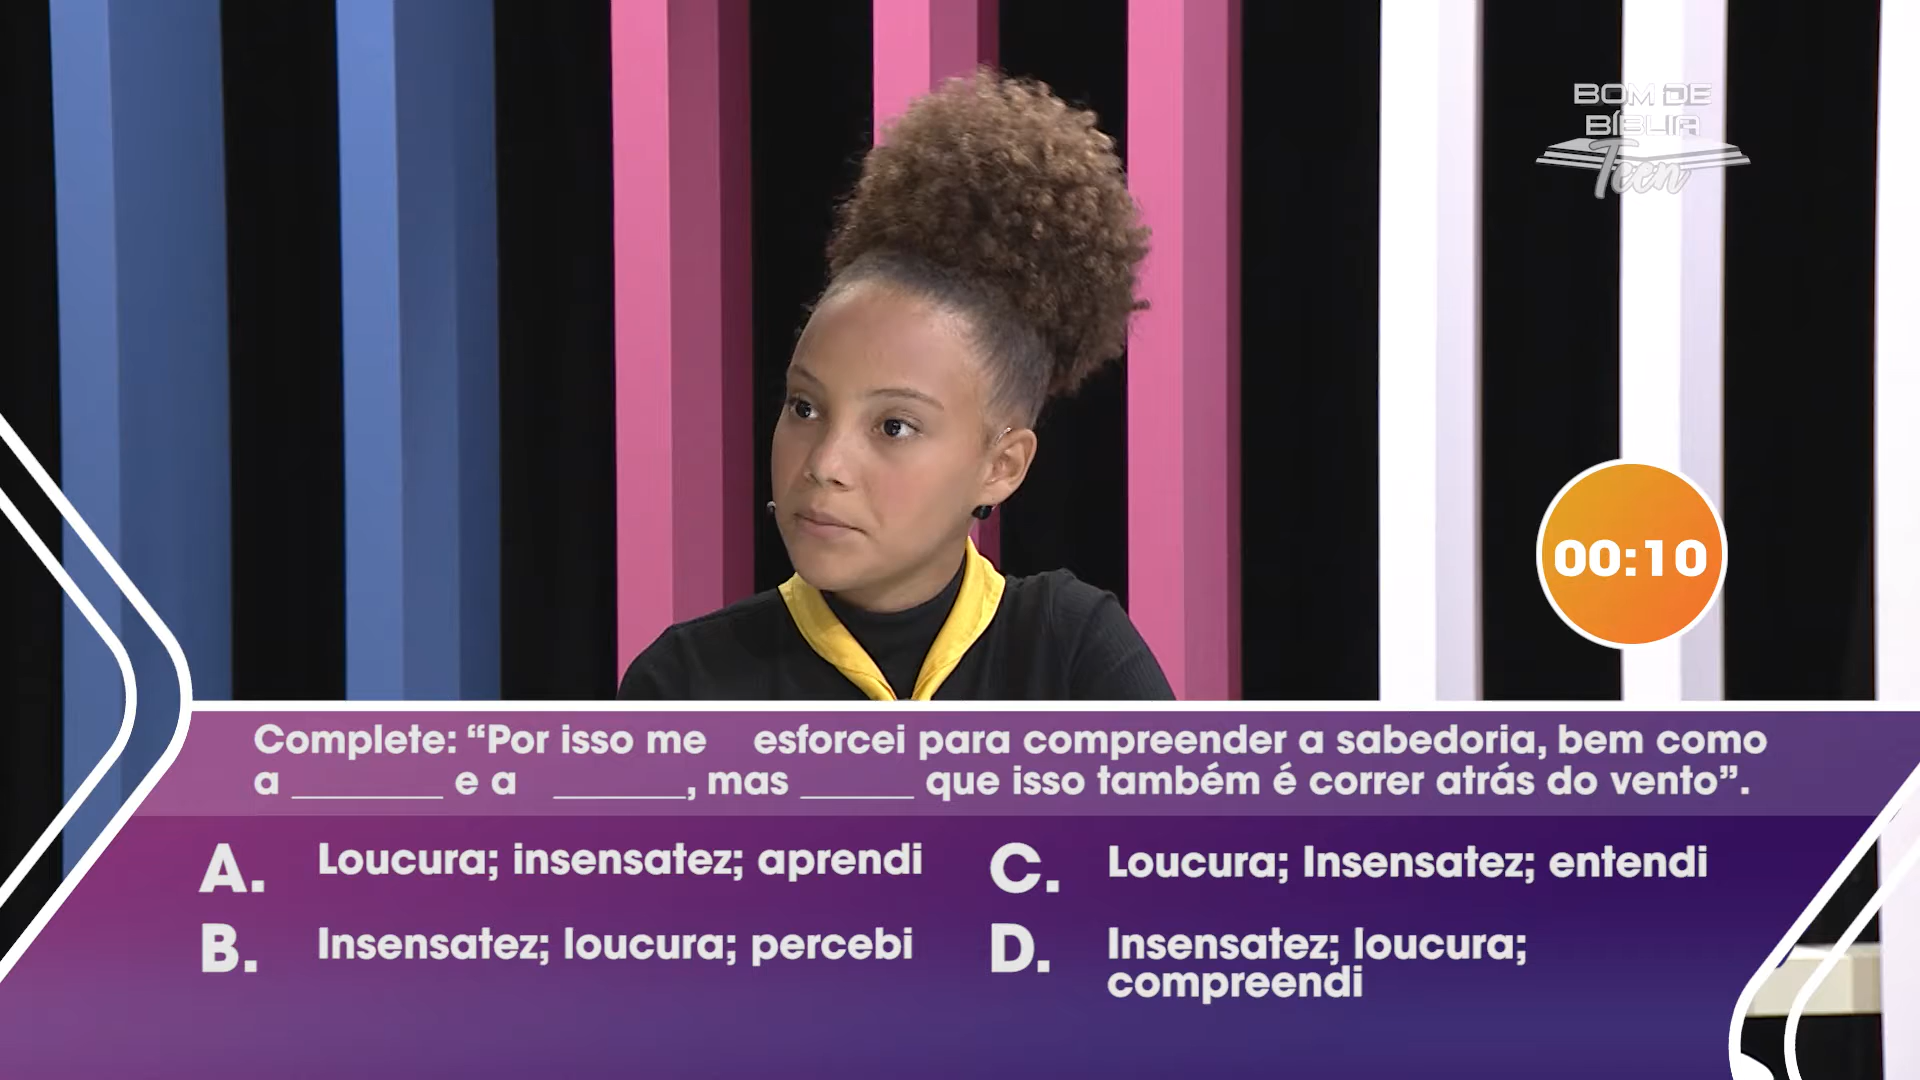 BOM DE
BÍBLIA
Teen
00:10
Complete: “Por isso me esforcei para compreender a sabedoria, bem como
a _______ e a ______, mas _____ que isso também é correr atrás do vento”.
A. Loucura; insensatez; aprendi
C. Loucura; Insensatez; entendi
B. Insensatez; loucura; percebi
D. Insensatez; loucura;
compreendi